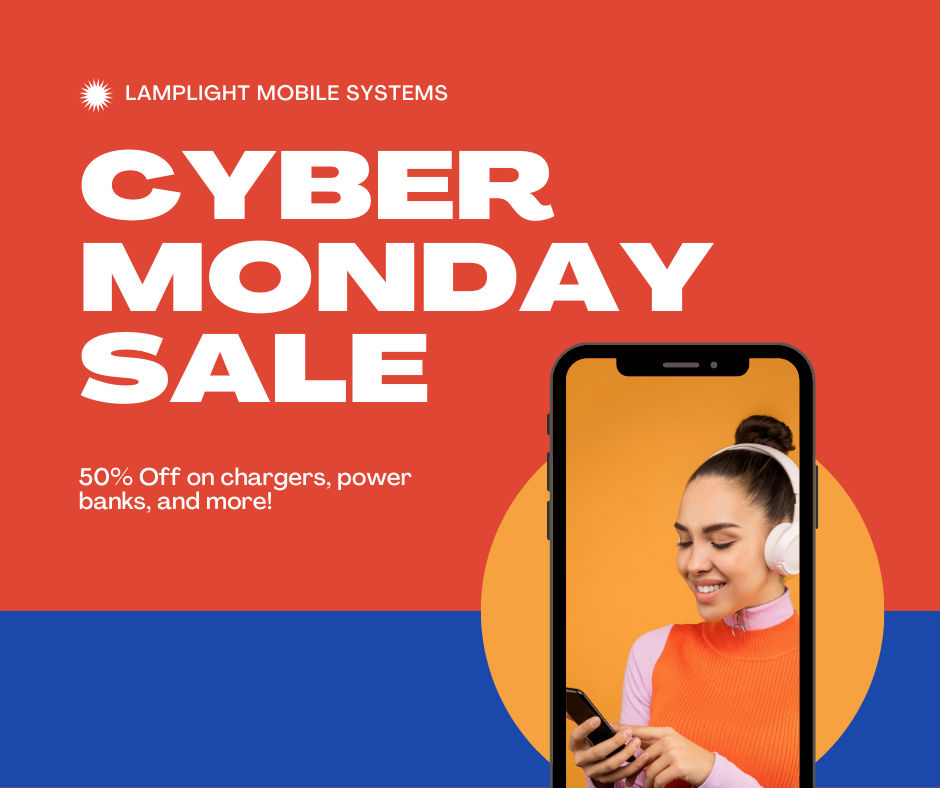 LAMPLIGHT MOBILE SYSTEMS
CYBER
MONDAY
SALE
50% Off on chargers, power
banks, and more!